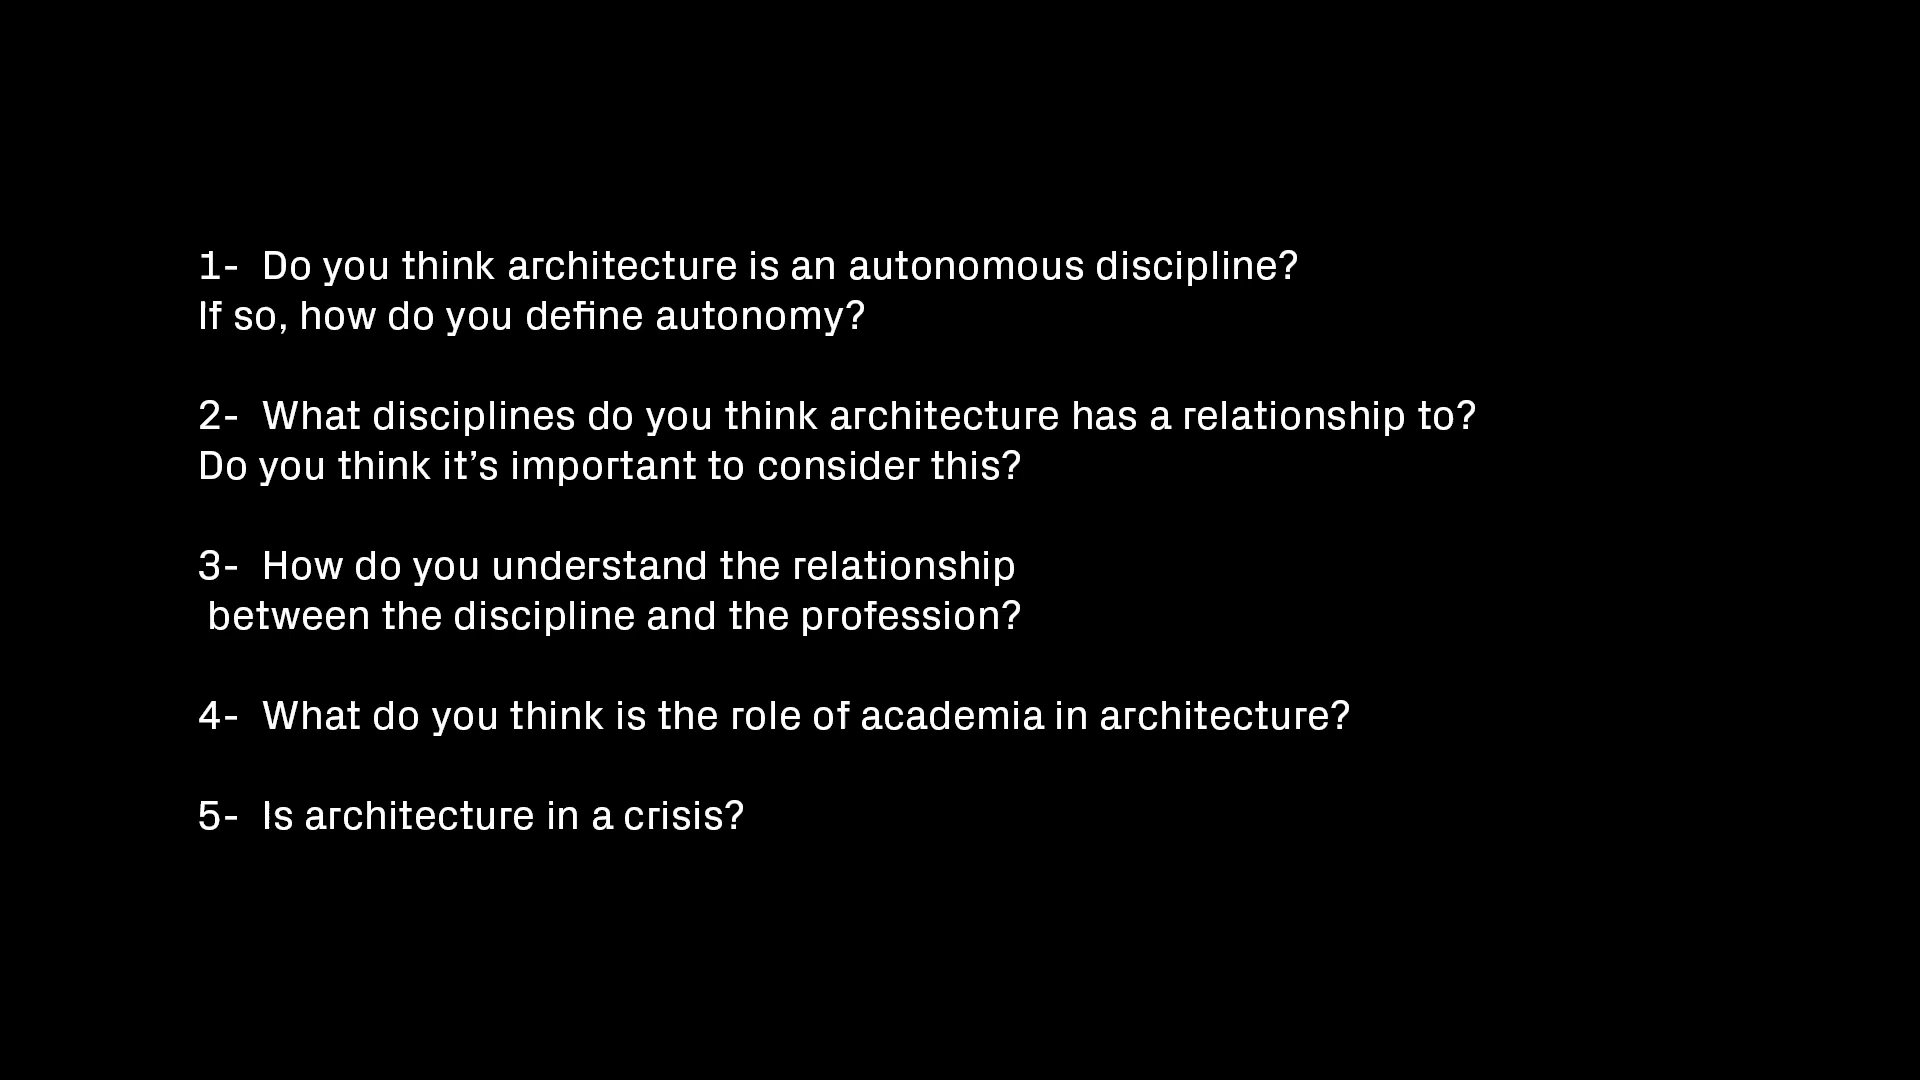 1- Do you think architecture is an autonomous discipline?
If so, how do you define autonomy?
2- What disciplines do you think architecture has a relationship to?
Do you think it’s important to consider this?
3- How do you understand the relationship
between the discipline and the profession?
4- What do you think is the role of academia in architecture?
5- Is architecture in a crisis?